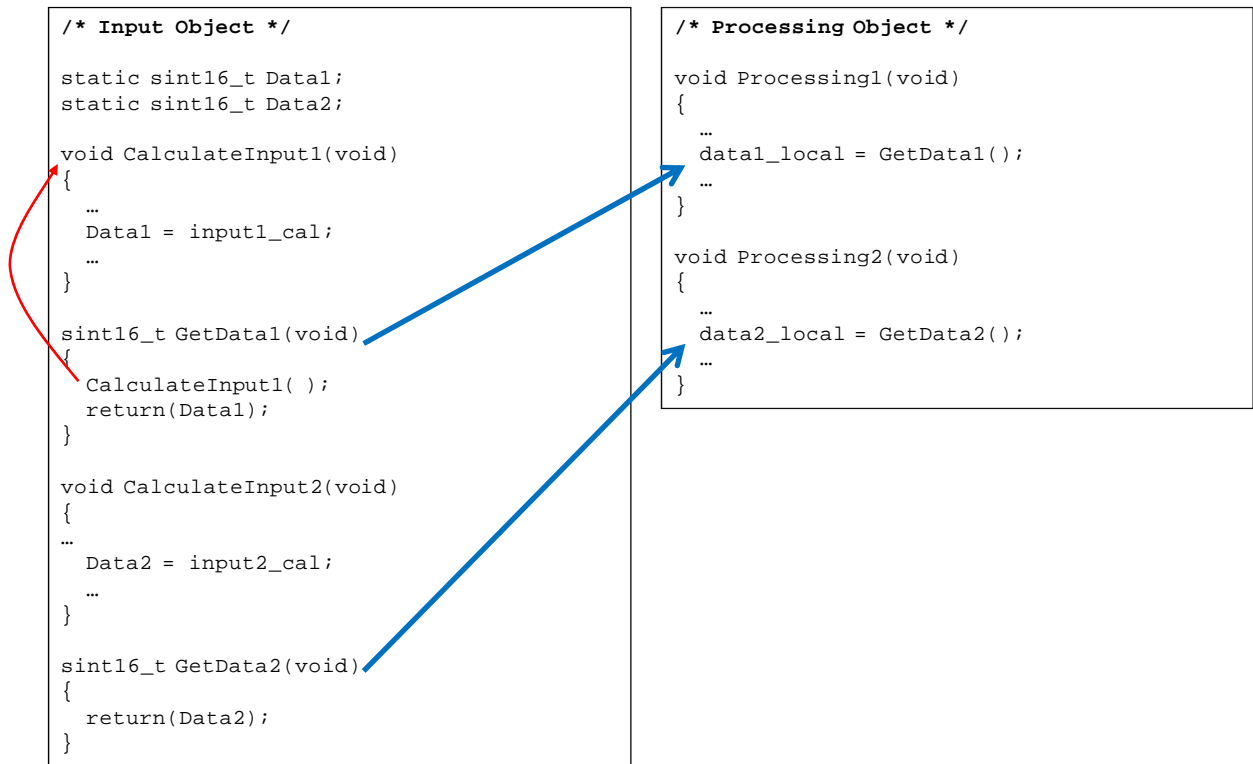 /* Input Object */
static sint16_t Data1;
static sint16_t Data2;
void CalculateInput1(void)
{
…
Data1 = input1_cal;
…
}
sint16_t GetData1(void)
{
CalculateInput1( );
return(Data1);
}
void CalculateInput2(void)
{
…
Data2 = input2_cal;
…
}
sint16_t GetData2(void)
{
return(Data2);
}
/* Processing Object */
void Processing1(void)
{
…
data1_local = GetData1();
…
}
void Processing2(void)
{
…
data2_local = GetData2();
…
}